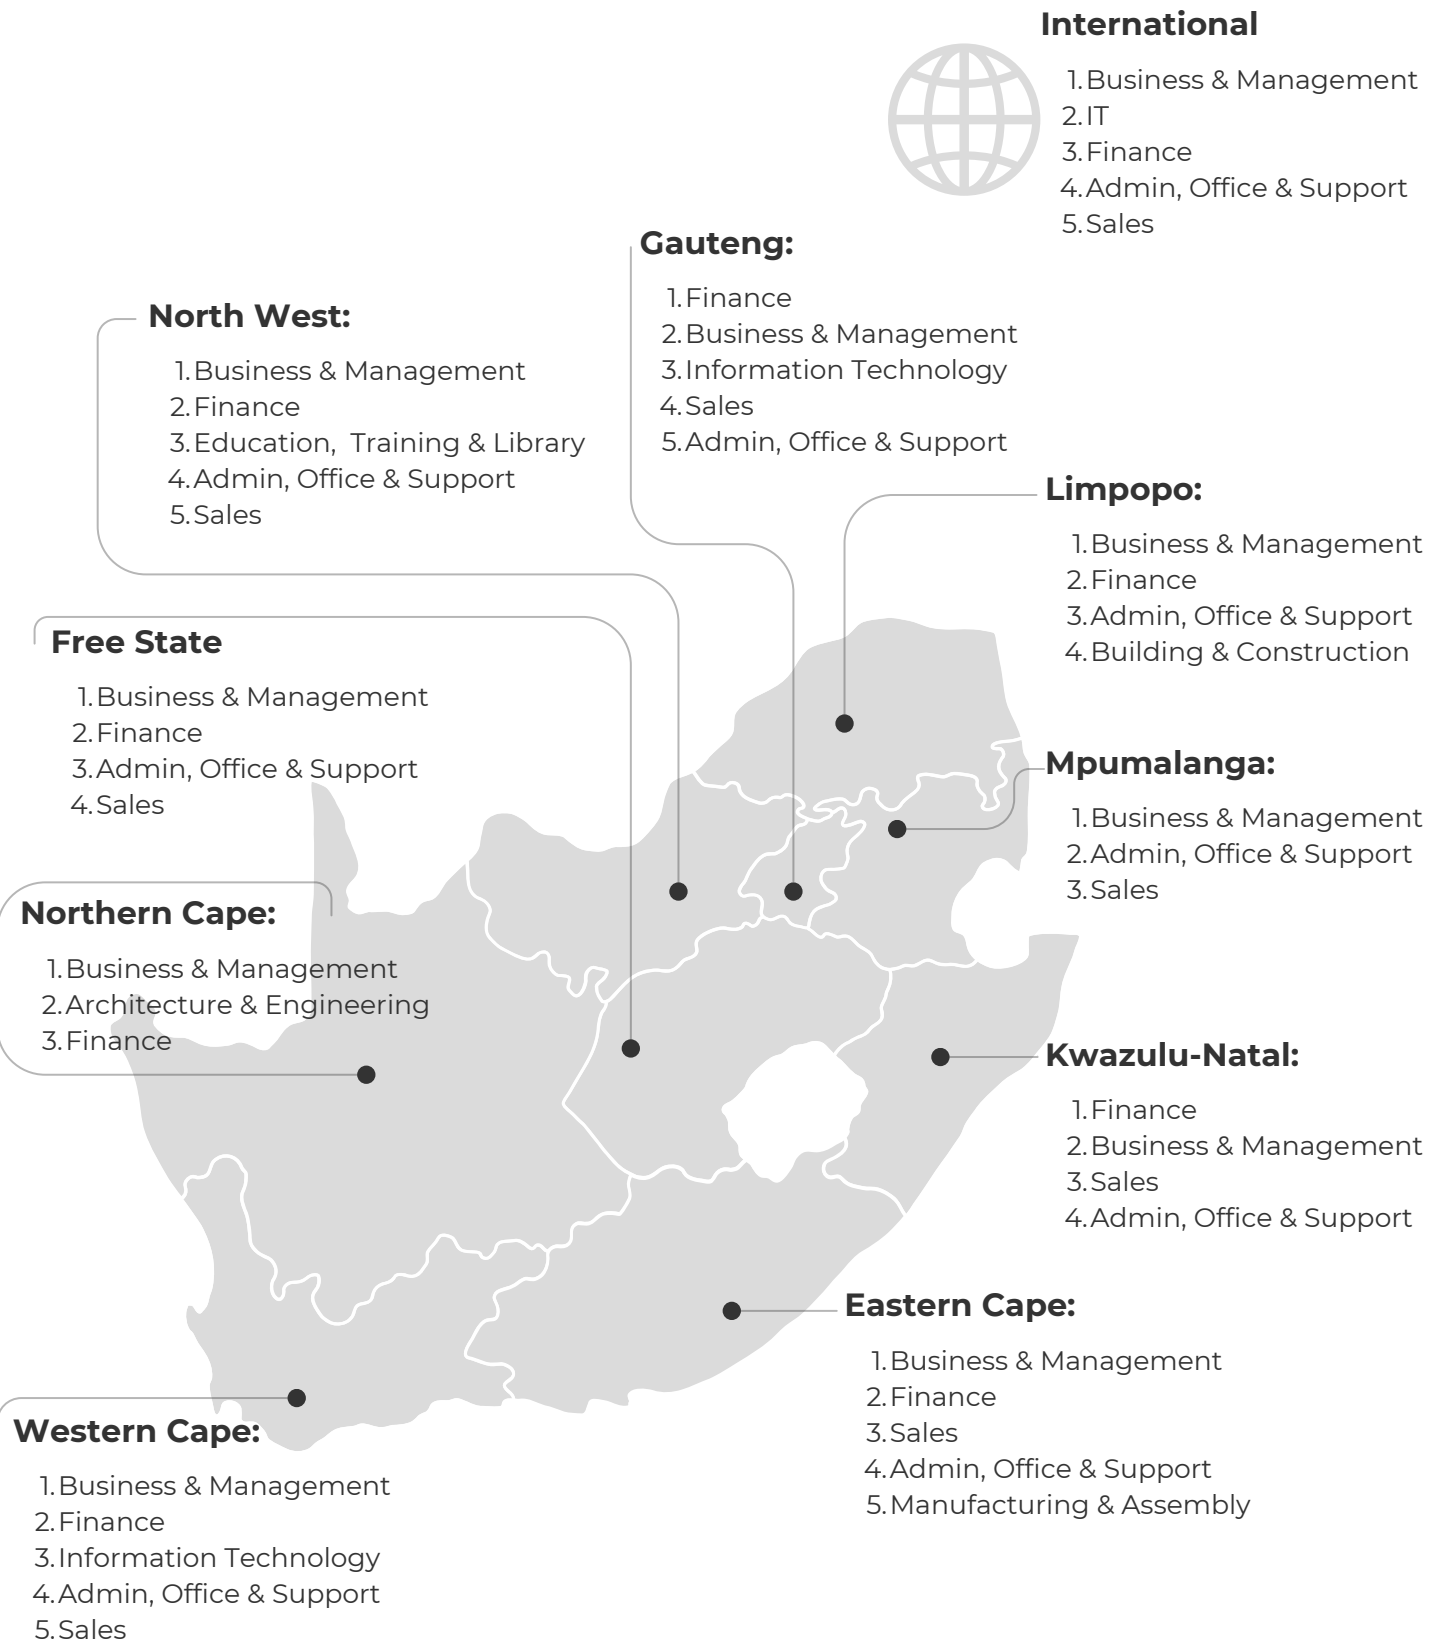 International
1.Business & Management
2.IT
3.Finance
4.Admin, Office & Support
5.Sales
Gauteng:
1.Finance
2.Business & Management
3.Information Technology
4.Sales
5.Admin, Office & Support
North West:
1.Business & Management
2.Finance
3.Education, Training & Library
4.Admin, Office & Support
5.Sales
Limpopo:
1.Business & Management
2.Finance
3.Admin, Office & Support
4.Building & Construction
Free State
1.Business & Management
2.Finance
3.Admin, Office & Support
4.Sales
Mpumalanga:
1.Business & Management
2.Admin, Office & Support
3.Sales
Northern Cape:
1.Business & Management
2.Architecture & Engineering
3.Finance
Kwazulu-Natal:
1.Finance
2.Business & Management
3.Sales
4.Admin, Office & Support
Eastern Cape:
1.Business & Management
2.Finance
3.Sales
4.Admin, Office & Support
5.Manufacturing & Assembly
Western Cape:
1.Business & Management
2.Finance
3.Information Technology
4.Admin, Office & Support
5.Sales